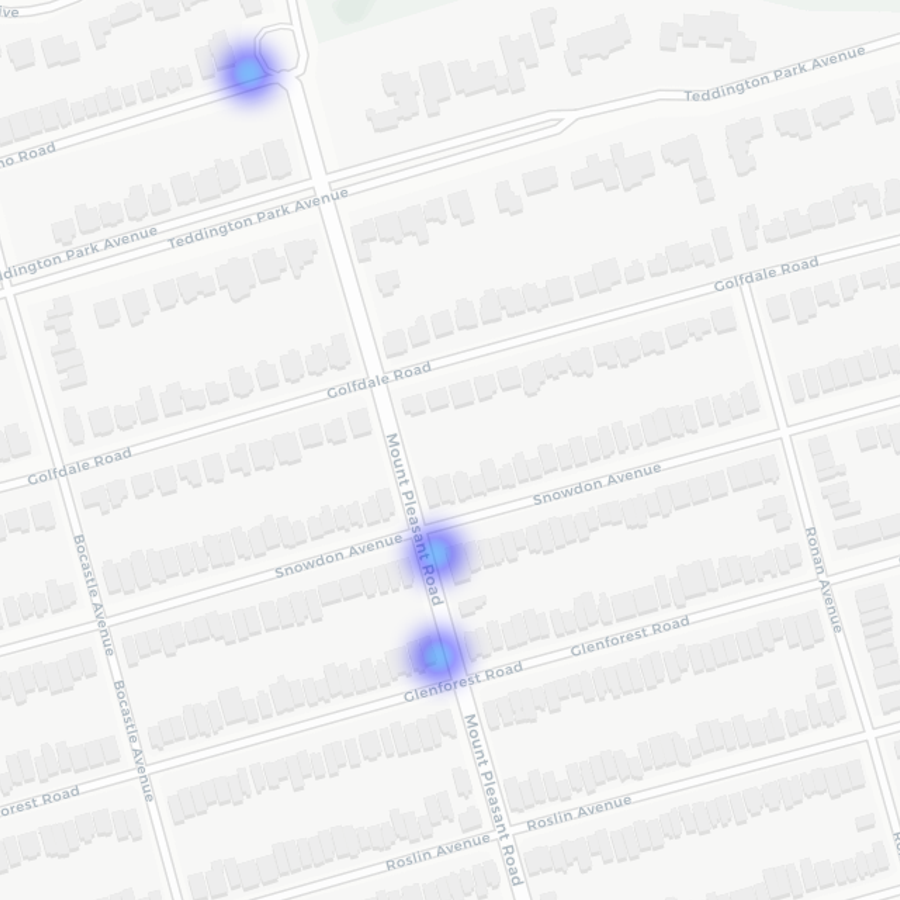 Teddington Park Avenue
Teddington Park Avenue
Golfdale Road
Golfdale Road
Golfdale Road
Mount Pleasant Road
Snowdon Avenue
Snowdon Avenue
Bocastle Avenue
Ronan Avenue
Glenforest Road
Glenforest Road
Bocastle Avenue
Mount Pleasant Road
Roslin Avenue
Roslin Avenue